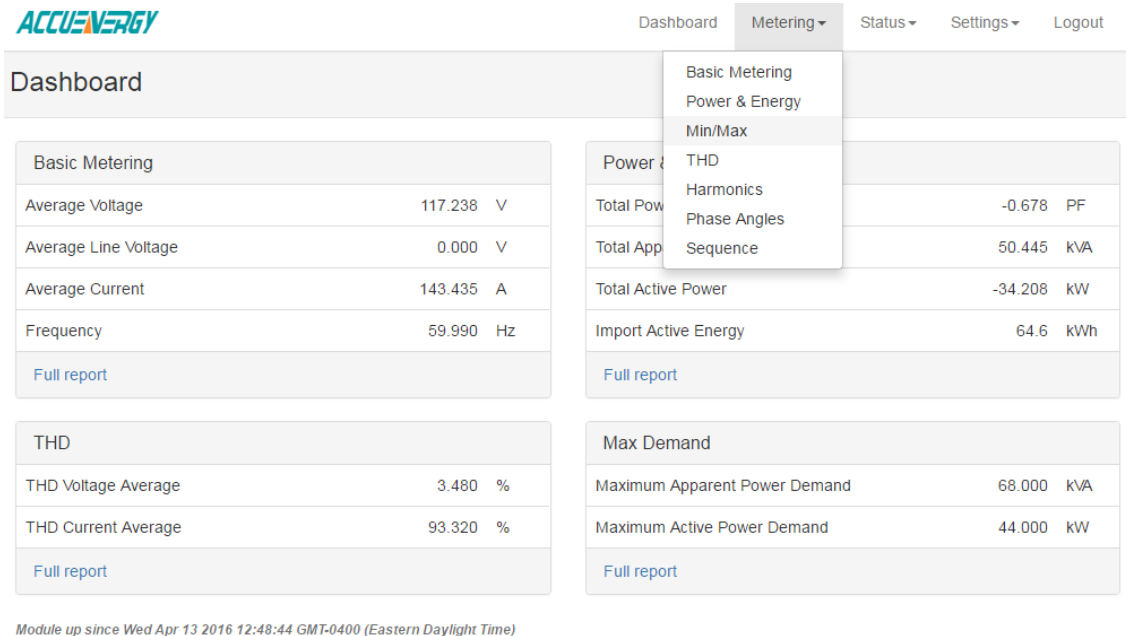 ACCUENERGY
Dashboard Metering Status Settings Logout
Basic Metering
Power & Energy
Min/Max
THD
Harmonics
Phase Angles
Sequence
Dashboard
Basic Metering
Average Voltage 117.238 V
Average Line Voltage 0.000 V
Average Current 143.435 A
Frequency 59.990 Hz
Full report
Power
Total Pow -0.678 PF
Total App 50.445 kVA
Total Active Power -34.208 kW
Import Active Energy 64.6 kWh
Full report
THD
THD Voltage Average 3.480 %
THD Current Average 93.320 %
Full report
Max Demand
Maximum Apparent Power Demand 68.000 kVA
Maximum Active Power Demand 44.000 kW
Full report
Module up since Wed Apr 13 2016 12:48:44 GMT-0400 (Eastern Daylight Time)